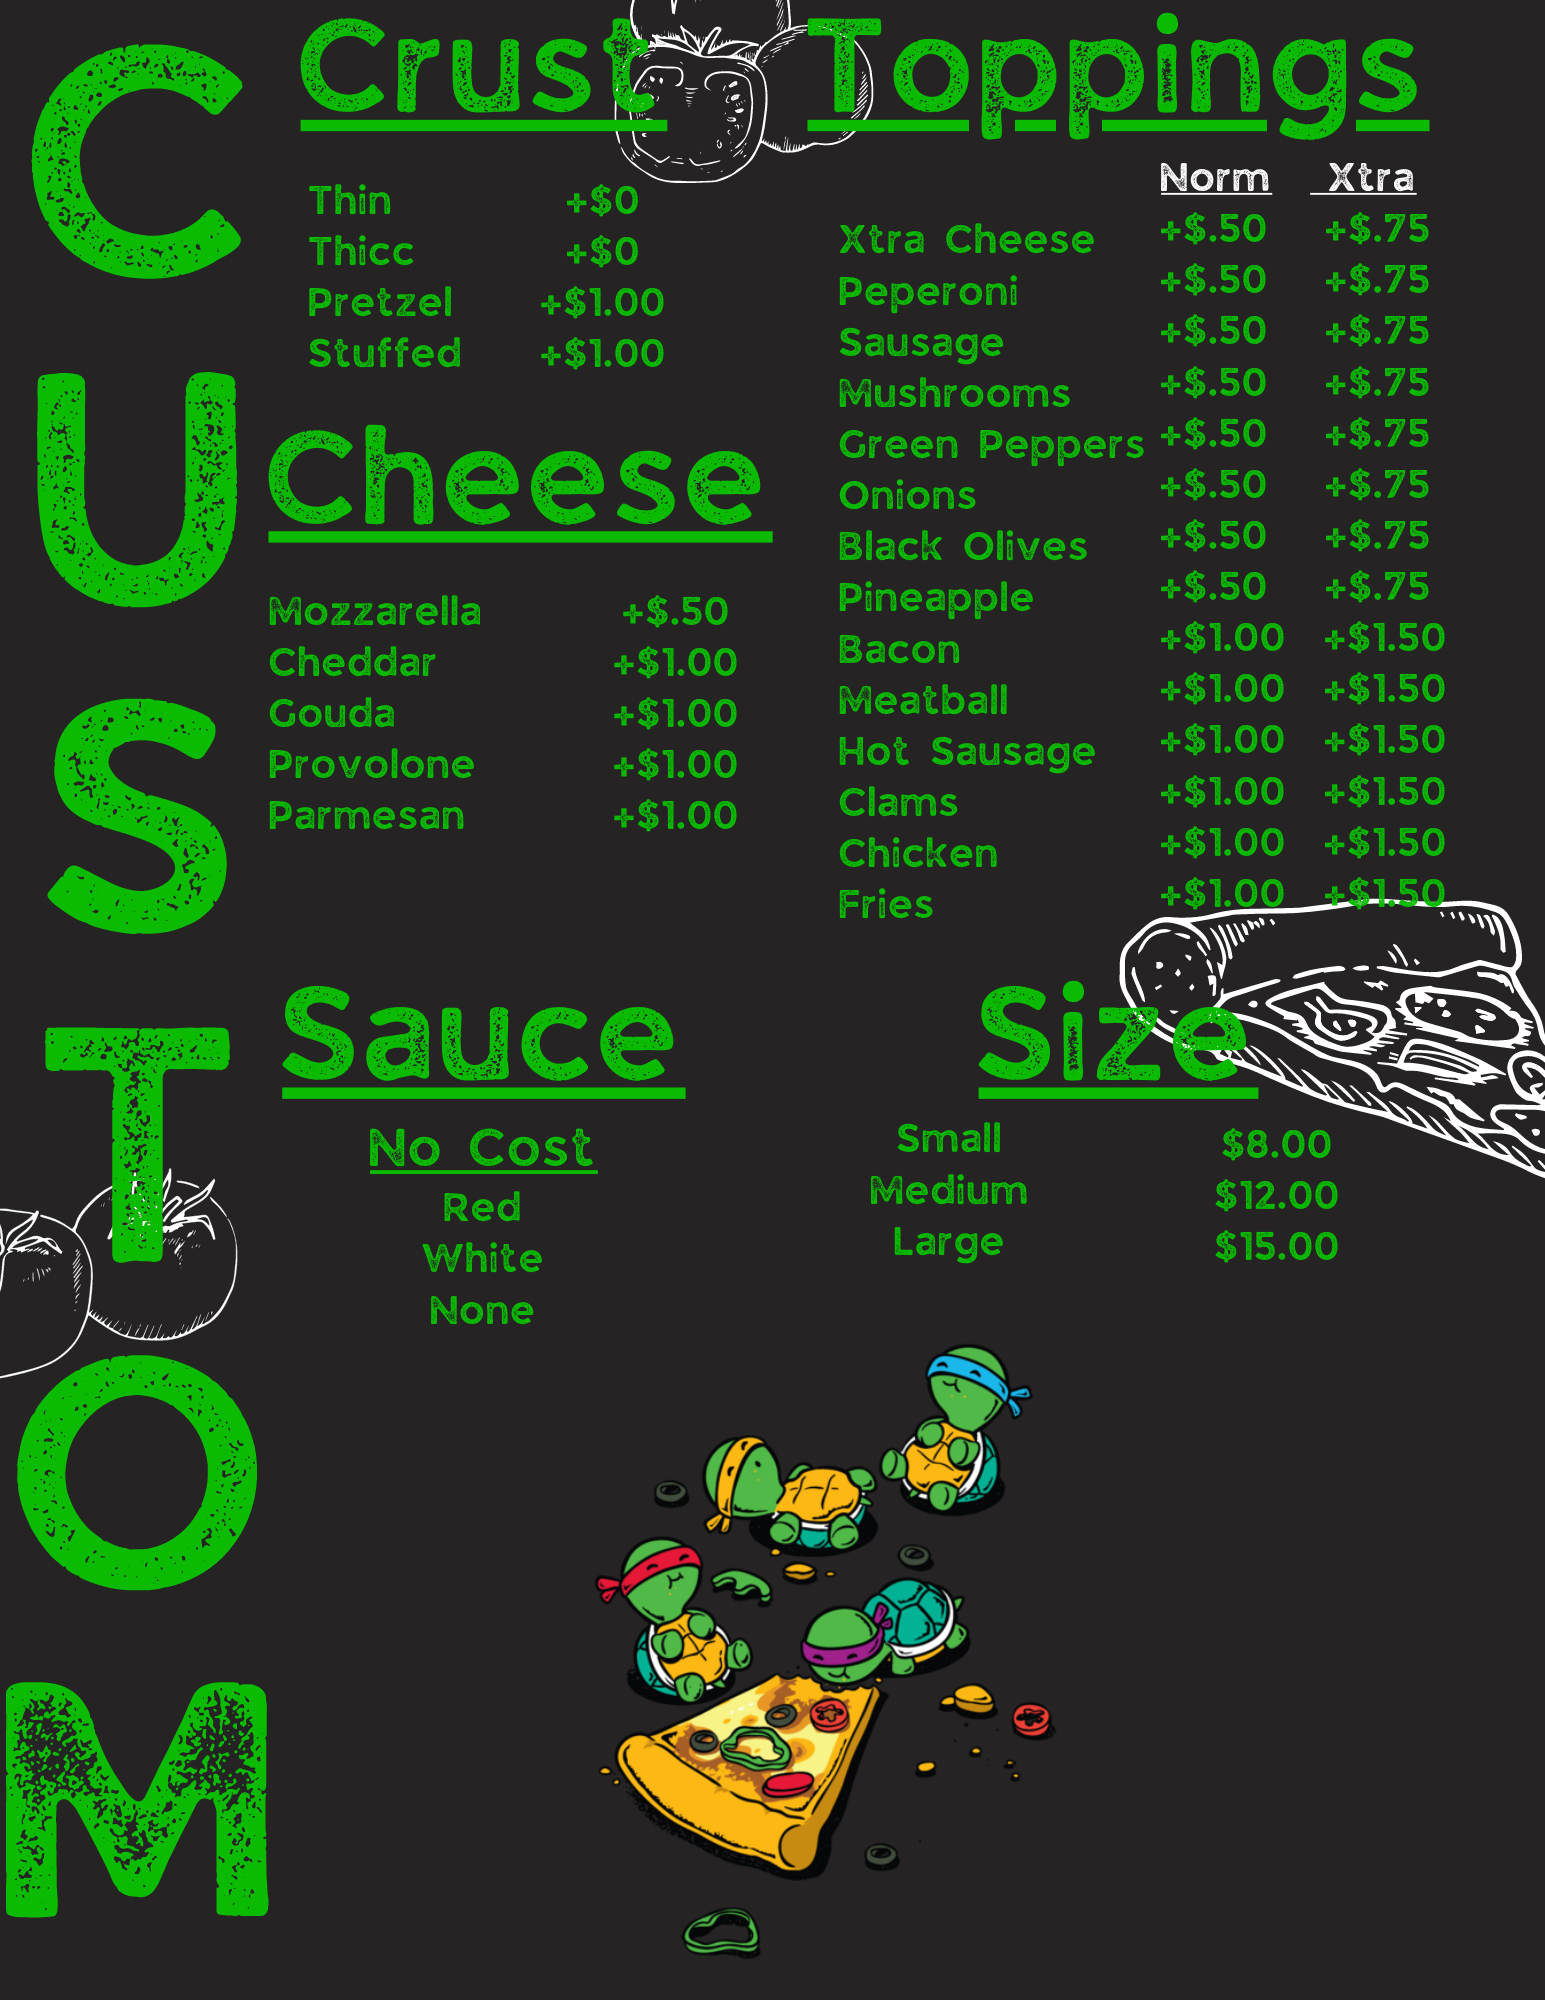 CUSTOM
Crust
Thin +$0
Thicc +$0
Pretzel +$1.00
Stuffed +$1.00
Cheese
Mozzarella +$.50
Cheddar +$1.00
Gouda +$1.00
Provolone +$1.00
Parmesan +$1.00
Toppings
Norm Xtra
Xtra Cheese +$.50 +$.75
Peperoni +$.50 +$.75
Sausage +$.50 +$.75
Mushrooms +$.50 +$.75
Green Peppers +$.50 +$.75
Onions +$.50 +$.75
Black Olives +$.50 +$.75
Pineapple +$.50 +$.75
Bacon +$1.00 +$1.50
Meatball +$1.00 +$1.50
Hot Sausage +$1.00 +$1.50
Clams +$1.00 +$1.50
Chicken +$1.00 +$1.50
Fries +$1.00 +$1.50
Sauce
No Cost
Red
White
None
Size
Small $8.00
Medium $12.00
Large $15.00